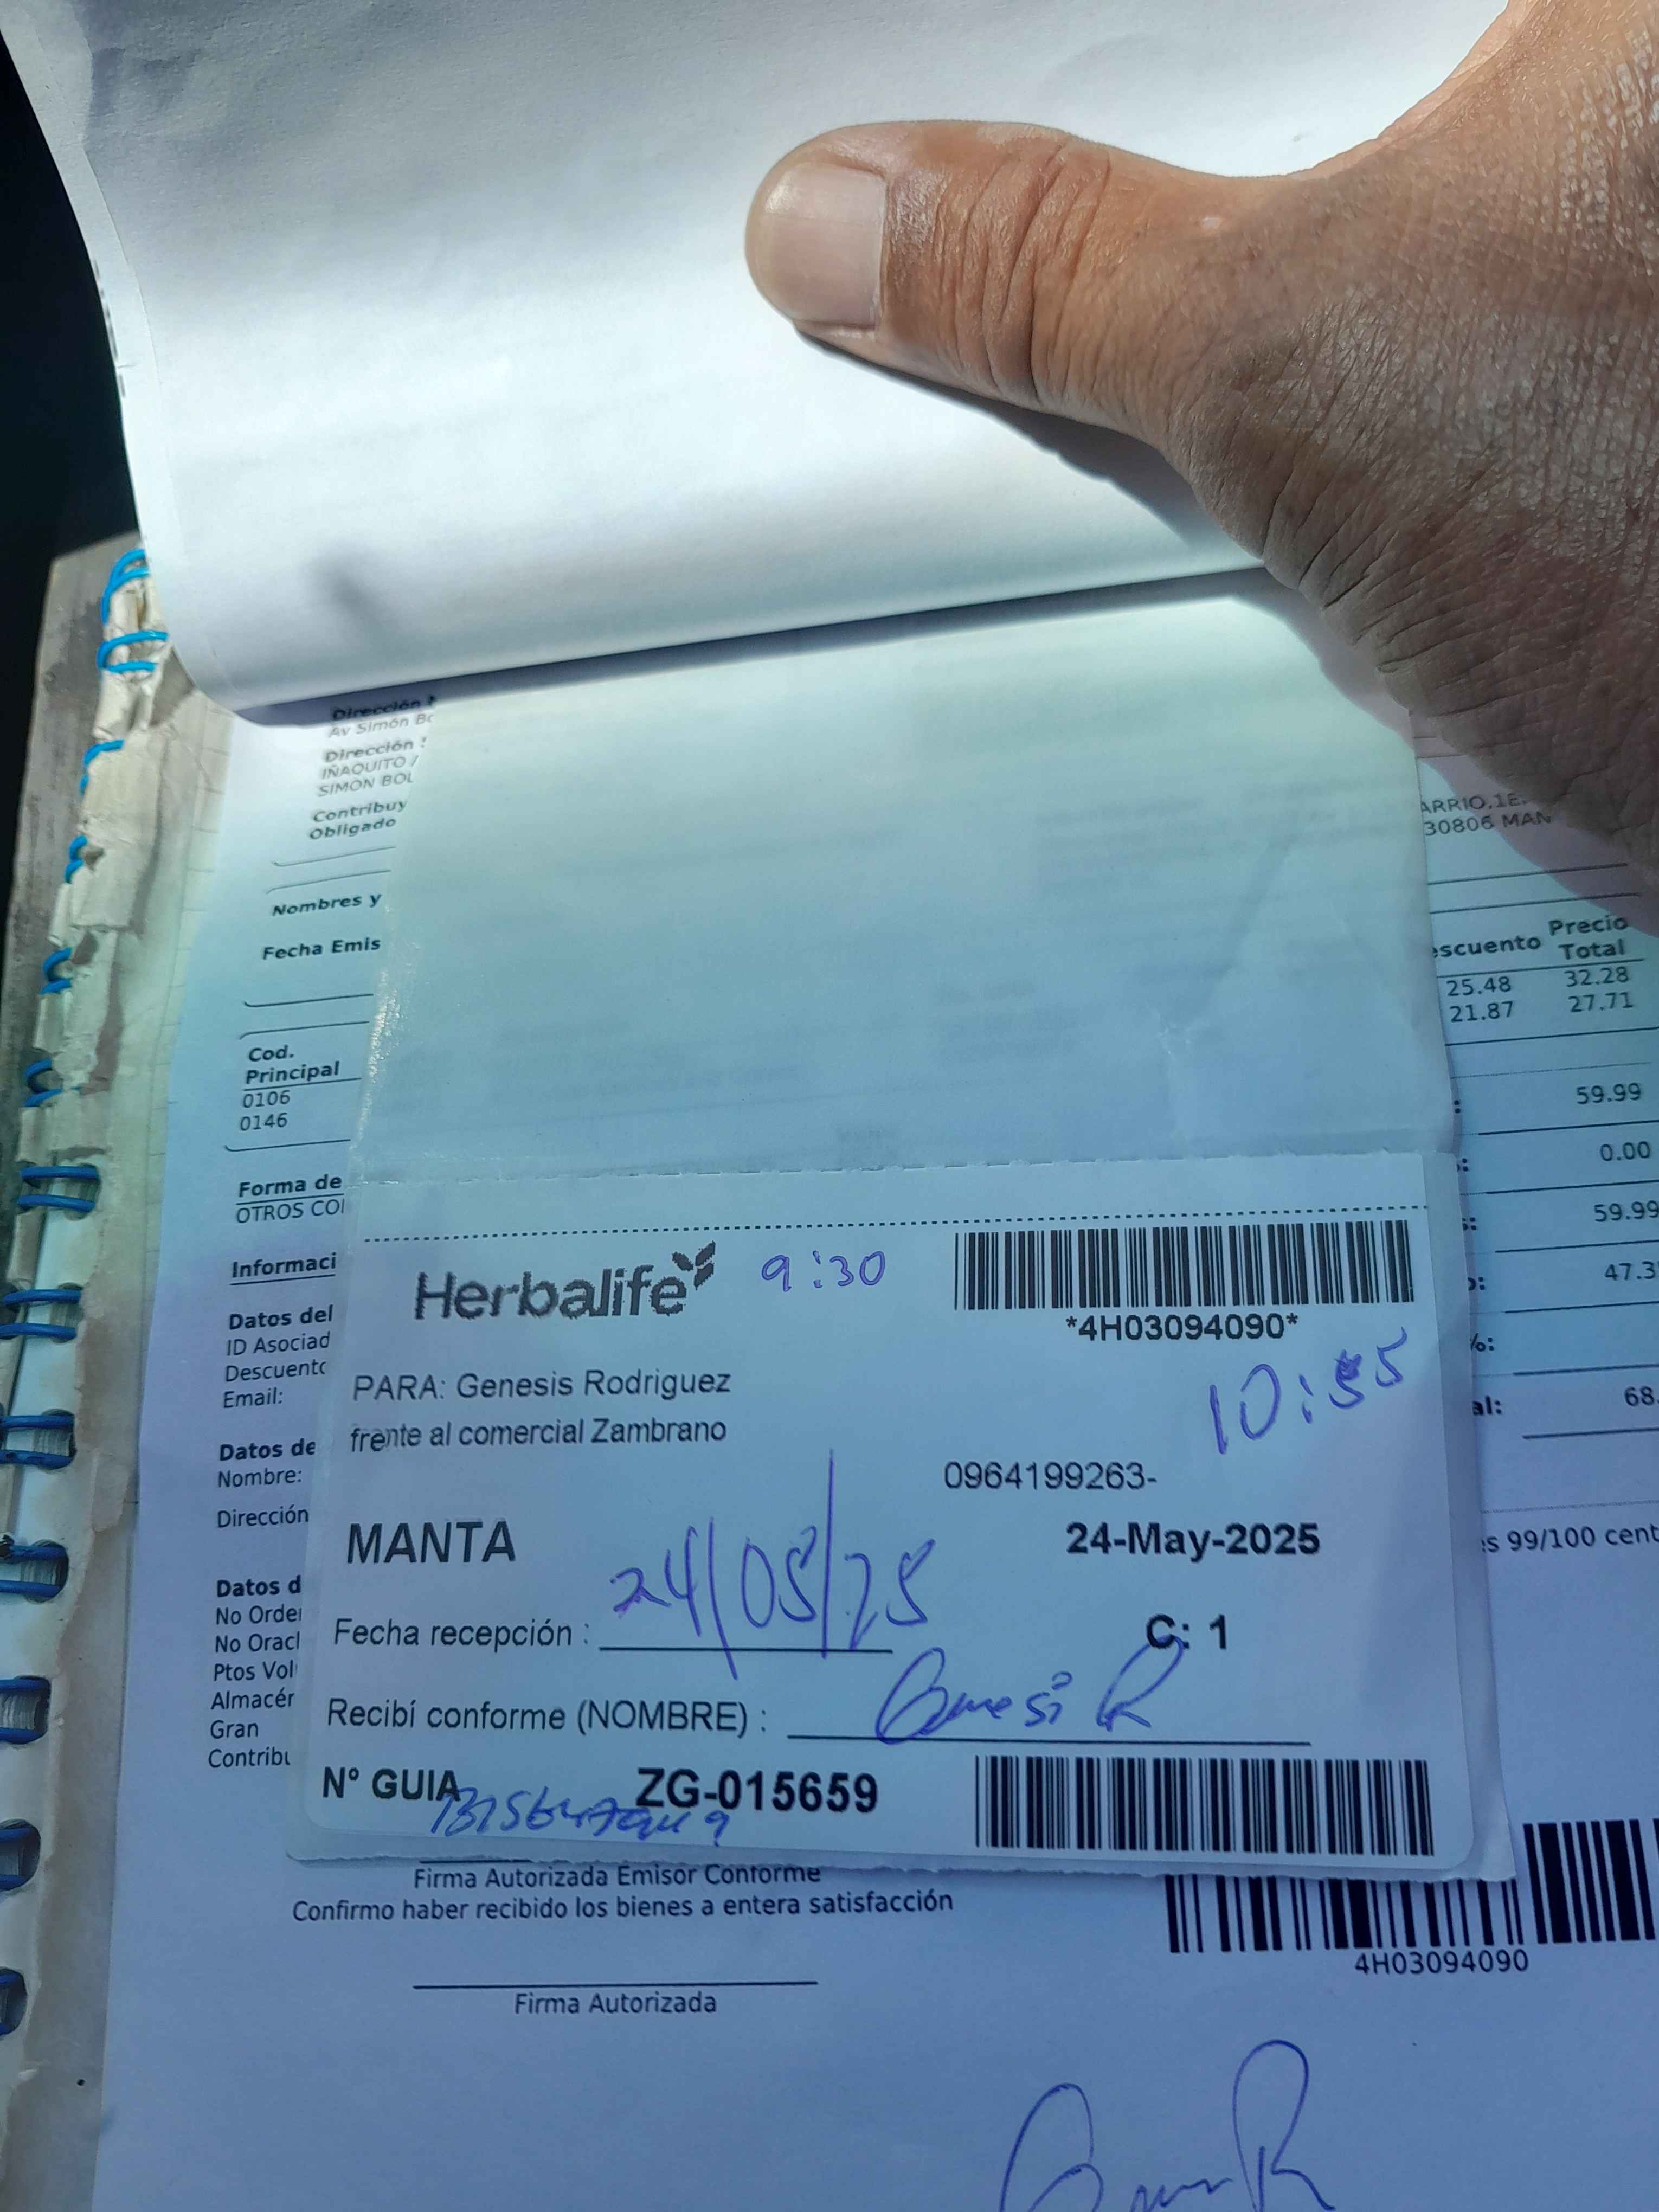 Dirección
Av Simón Bo
Dirección
IÑAQUITO /
SIMON BOL
Contribuy
Obligado
ARRIO,1E
30806 MAN
Nombres y
Fecha Emis
escuento Precio Total
25.48 32.28
21.87 27.71
Cod.
Principal
0106
0146
: 59.99
: 0.00
: 59.99
: 47.3
%:
al: 68.
Forma de
OTROS CO
Informaci
Datos del
ID Asociad
Descuento
Email:
Datos de
Nombre:
Dirección
s 99/100 cent
Datos d
No Orde
No Oracl
Ptos Vol
Almacén
Gran
Contribu
Herbalife 9:30
*4H03094090*
10:55
PARA: Genesis Rodriguez
frente al comercial Zambrano
0964199263-
MANTA 24-May-2025
Fecha recepción : 24/05/25
C: 1
Recibí conforme (NOMBRE) : Genesi R
N° GUIA ZG-015659
Firma Autorizada Emisor Conforme
Confirmo haber recibido los bienes a entera satisfacción
4H03094090
Firma Autorizada